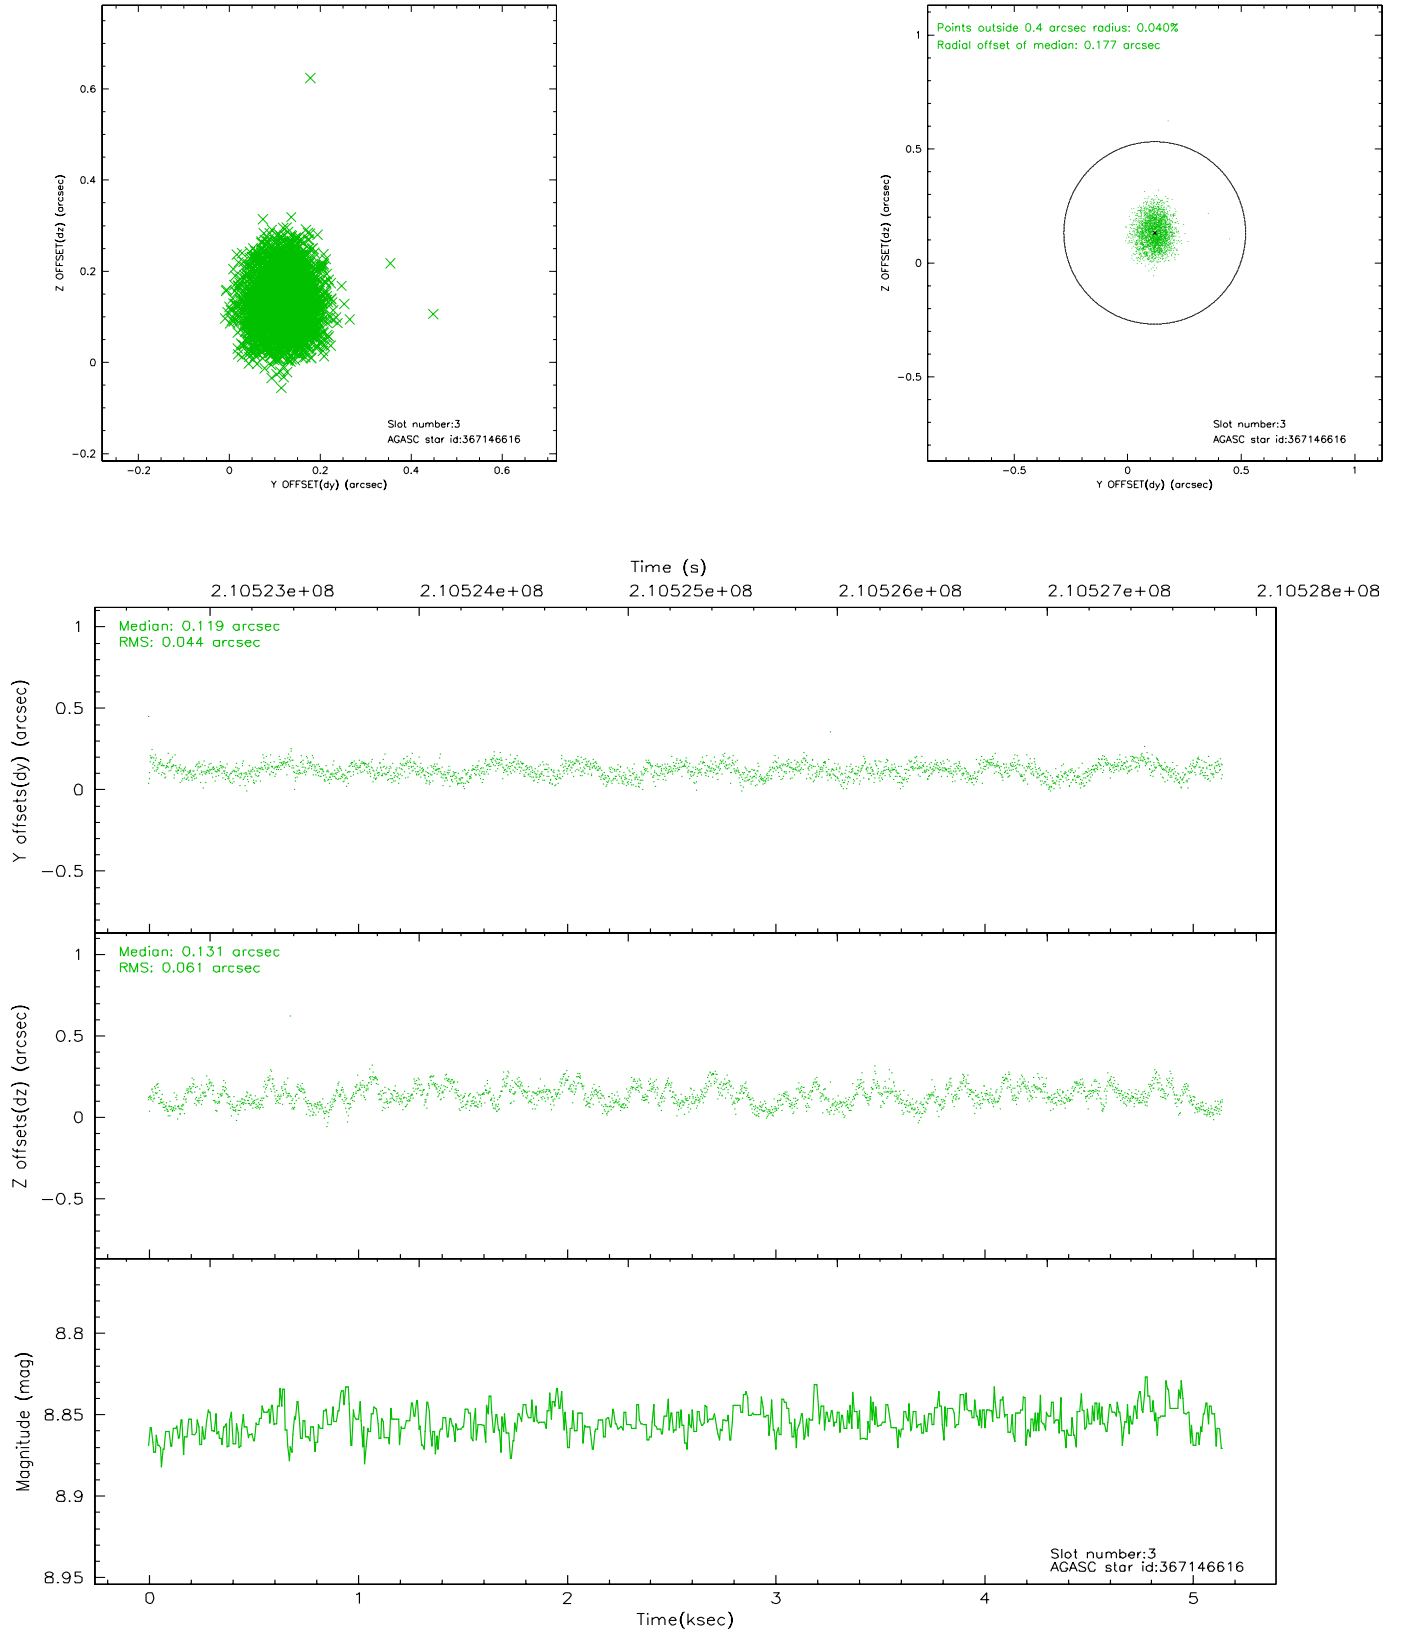 0.6
0.4
0.2
0
-0.2
Z OFFSET(dz) (arcsec)
Slot number:3
AGASC star id:367146616
-0.2 0 0.2 0.4 0.6
Y OFFSET(dy) (arcsec)
Points outside 0.4 arcsec radius: 0.040%
Radial offset of median: 0.177 arcsec
1
0.5
0
-0.5
Z OFFSET(dz) (arcsec)
Slot number:3
AGASC star id:367146616
-0.5 0 0.5 1
Y OFFSET(dy) (arcsec)
Time (s)
2.10523e+08 2.10524e+08 2.10525e+08 2.10526e+08 2.10527e+08 2.10528e+08
Median: 0.119 arcsec
RMS: 0.044 arcsec
1
0.5
0
-0.5
Y offsets(dy) (arcsec)
Median: 0.131 arcsec
RMS: 0.061 arcsec
1
0.5
0
-0.5
Z offsets(dz) (arcsec)
8.8
8.85
8.9
8.95
Magnitude (mag)
Slot number:3
AGASC star id:367146616
0 1 2 3 4 5
Time(ksec)